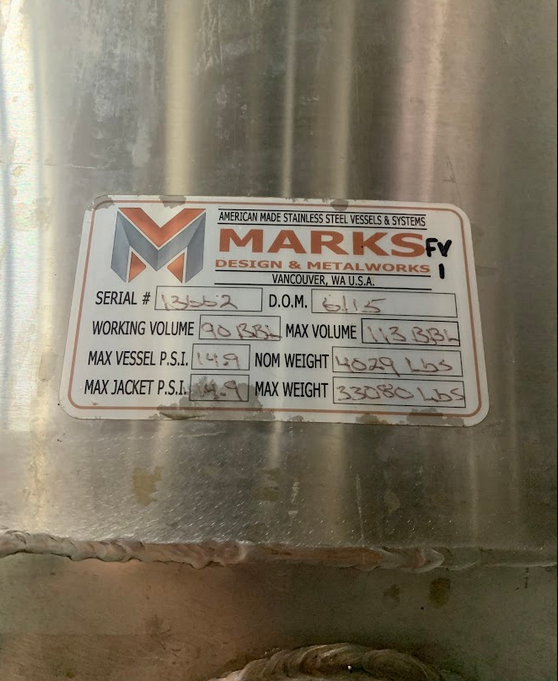 AMERICAN MADE STAINLESS STEEL VESSELS & SYSTEMS
MARKS FV
DESIGN & METALWORKS 1
VANCOUVER, WA U.S.A.
SERIAL # D.O.M. 6/15
WORKING VOLUME 90 BBL MAX VOLUME 113 BBL
MAX VESSEL P.S.I. 14.9 NOM WEIGHT 4029 Lbs
MAX JACKET P.S.I. 14.9 MAX WEIGHT 33080 Lbs